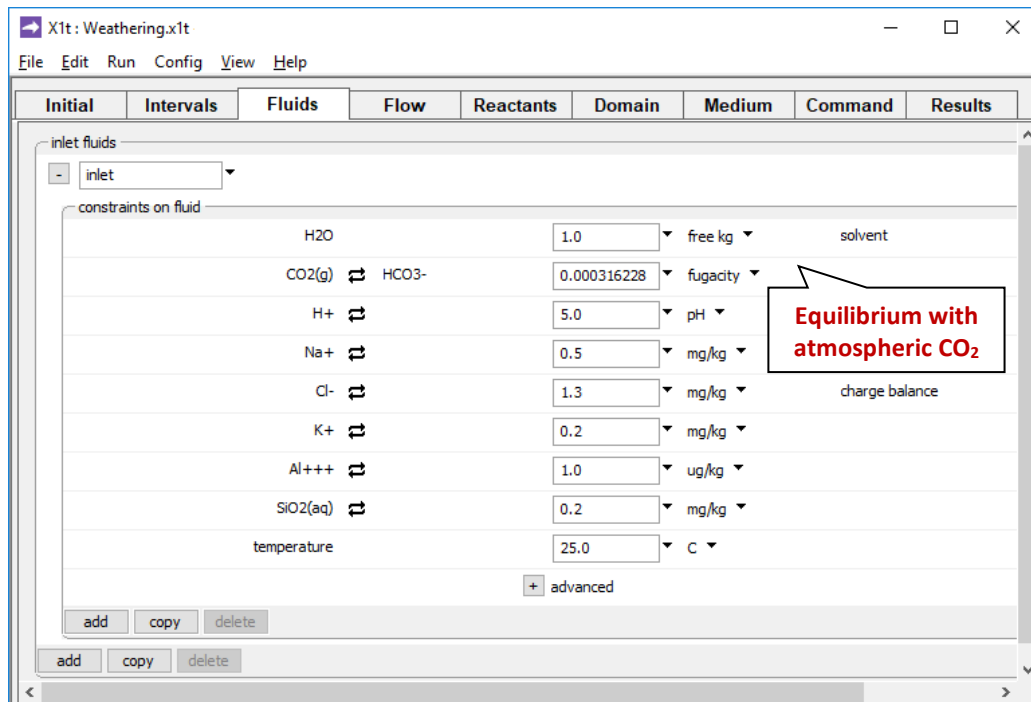 X1t : Weathering.x1t
File Edit Run Config View Help
Initial Intervals Fluids Flow Reactants Domain Medium Command Results
inlet fluids
- inlet
constraints on fluid
H2O 1.0 free kg solvent
CO2(g) HCO3- 0.000316228 fugacity
H+ 5.0 pH
Equilibrium with
atmospheric CO₂
Na+ 0.5 mg/kg
Cl- 1.3 mg/kg charge balance
K+ 0.2 mg/kg
Al+++ 1.0 ug/kg
SiO2(aq) 0.2 mg/kg
temperature 25.0 C
+ advanced
add copy delete
add copy delete